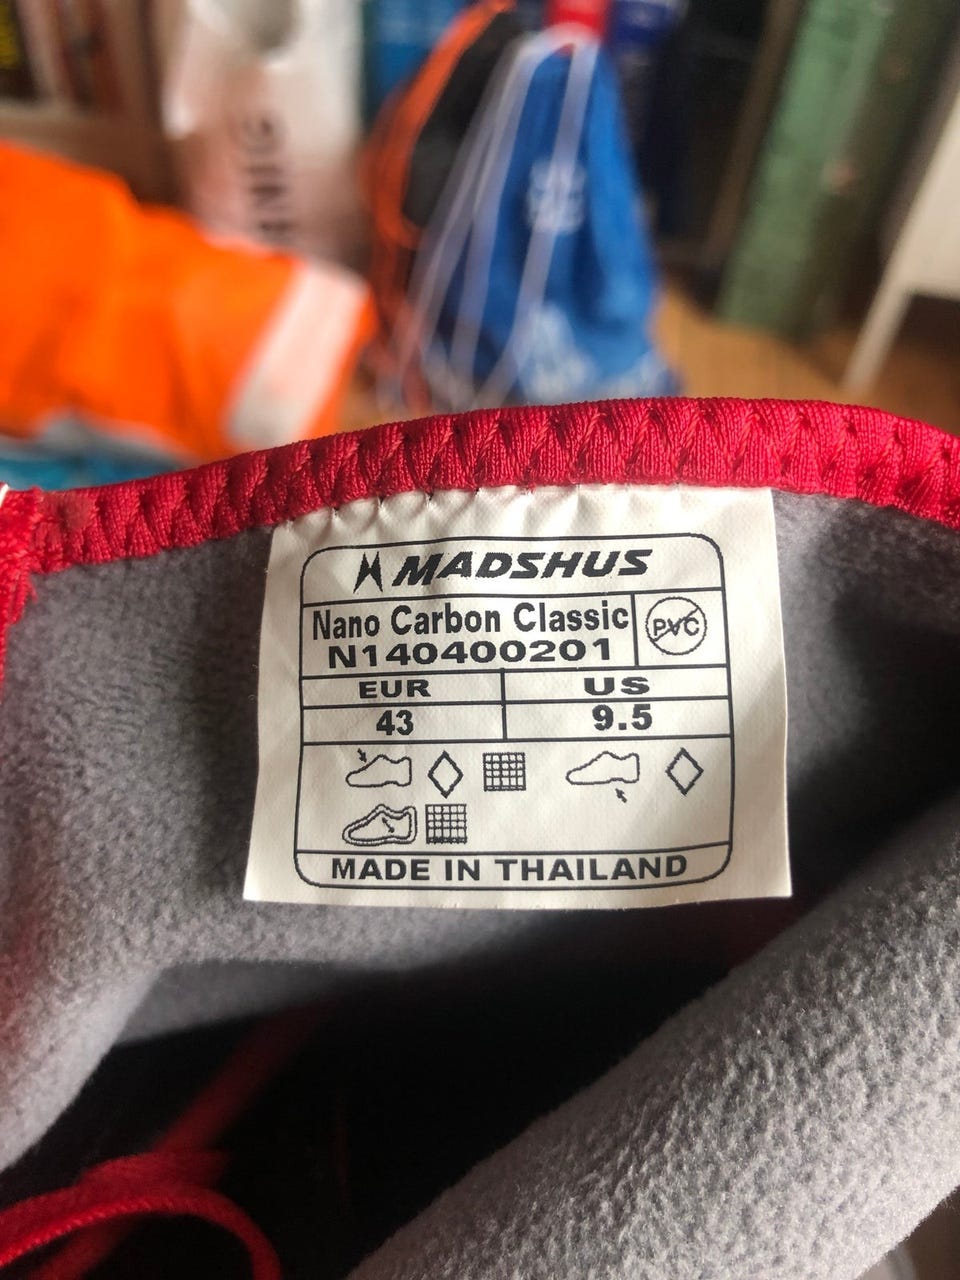 MADSHUS
Nano Carbon Classic
PVC
N140400201
EUR US
43 9.5
MADE IN THAILAND